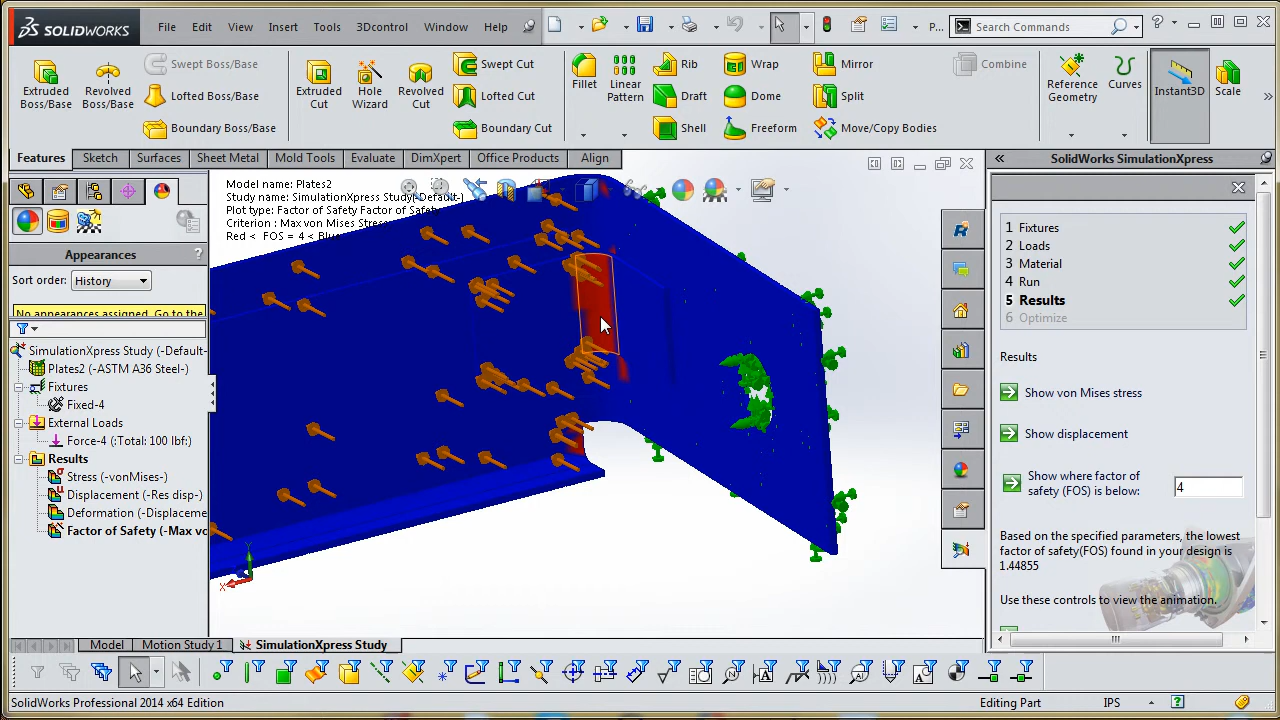 SOLIDWORKS File Edit View Insert Tools 3Dcontrol Window Help P... Search Commands ?
Extruded Boss/Base
Revolved Boss/Base
Swept Boss/Base
Lofted Boss/Base
Boundary Boss/Base
Extruded Cut
Hole Wizard
Revolved Cut
Swept Cut
Lofted Cut
Boundary Cut
Fillet
Linear Pattern
Rib
Draft
Shell
Wrap
Dome
Freeform
Mirror
Split
Move/Copy Bodies
Combine
Reference Geometry
Curves
Instant3D
Scale
Features Sketch Surfaces Sheet Metal Mold Tools Evaluate DimXpert Office Products Align
Appearances ?
Sort order: History
No appearances assigned. Go to the
SimulationXpress Study (-Default-
Plates2 (-ASTM A36 Steel-)
Fixtures
Fixed-4
External Loads
Force-4 (:Total: 100 lbf:)
Results
Stress (-vonMises-)
Displacement (-Res disp-)
Deformation (-Displaceme
Factor of Safety (-Max vo
Model name: Plates2
Study name: SimulationXpress Study[-Default-]
Plot type: Factor of Safety Factor of Safety
Criterion : Max von Mises Stress
Red < FOS = 4 < Blue
Y
X
SolidWorks SimulationXpress
1 Fixtures
2 Loads
3 Material
4 Run
5 Results
6 Optimize
Results
Show von Mises stress
Show displacement
Show where factor of safety (FOS) is below: 4
Based on the specified parameters, the lowest
factor of safety(FOS) found in your design is
1.44855
Use these controls to view the animation.
Model Motion Study 1 SimulationXpress Study
SolidWorks Professional 2014 x64 Edition Editing Part IPS ?